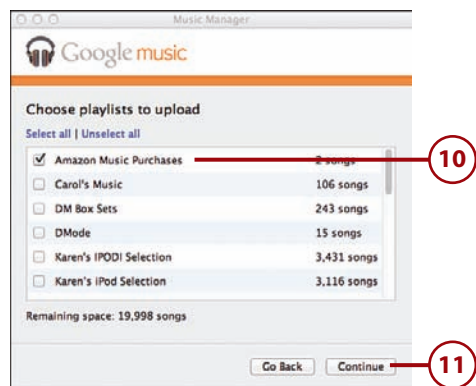 Music Manager
Google music
Choose playlists to upload
Select all | Unselect all
Amazon Music Purchases 2 songs
10
Carol's Music 106 songs
DM Box Sets 243 songs
DMode 15 songs
Karen's IPODI Selection 3,431 songs
Karen's iPod Selection 3,116 songs
Remaining space: 19,998 songs
Go Back Continue
11